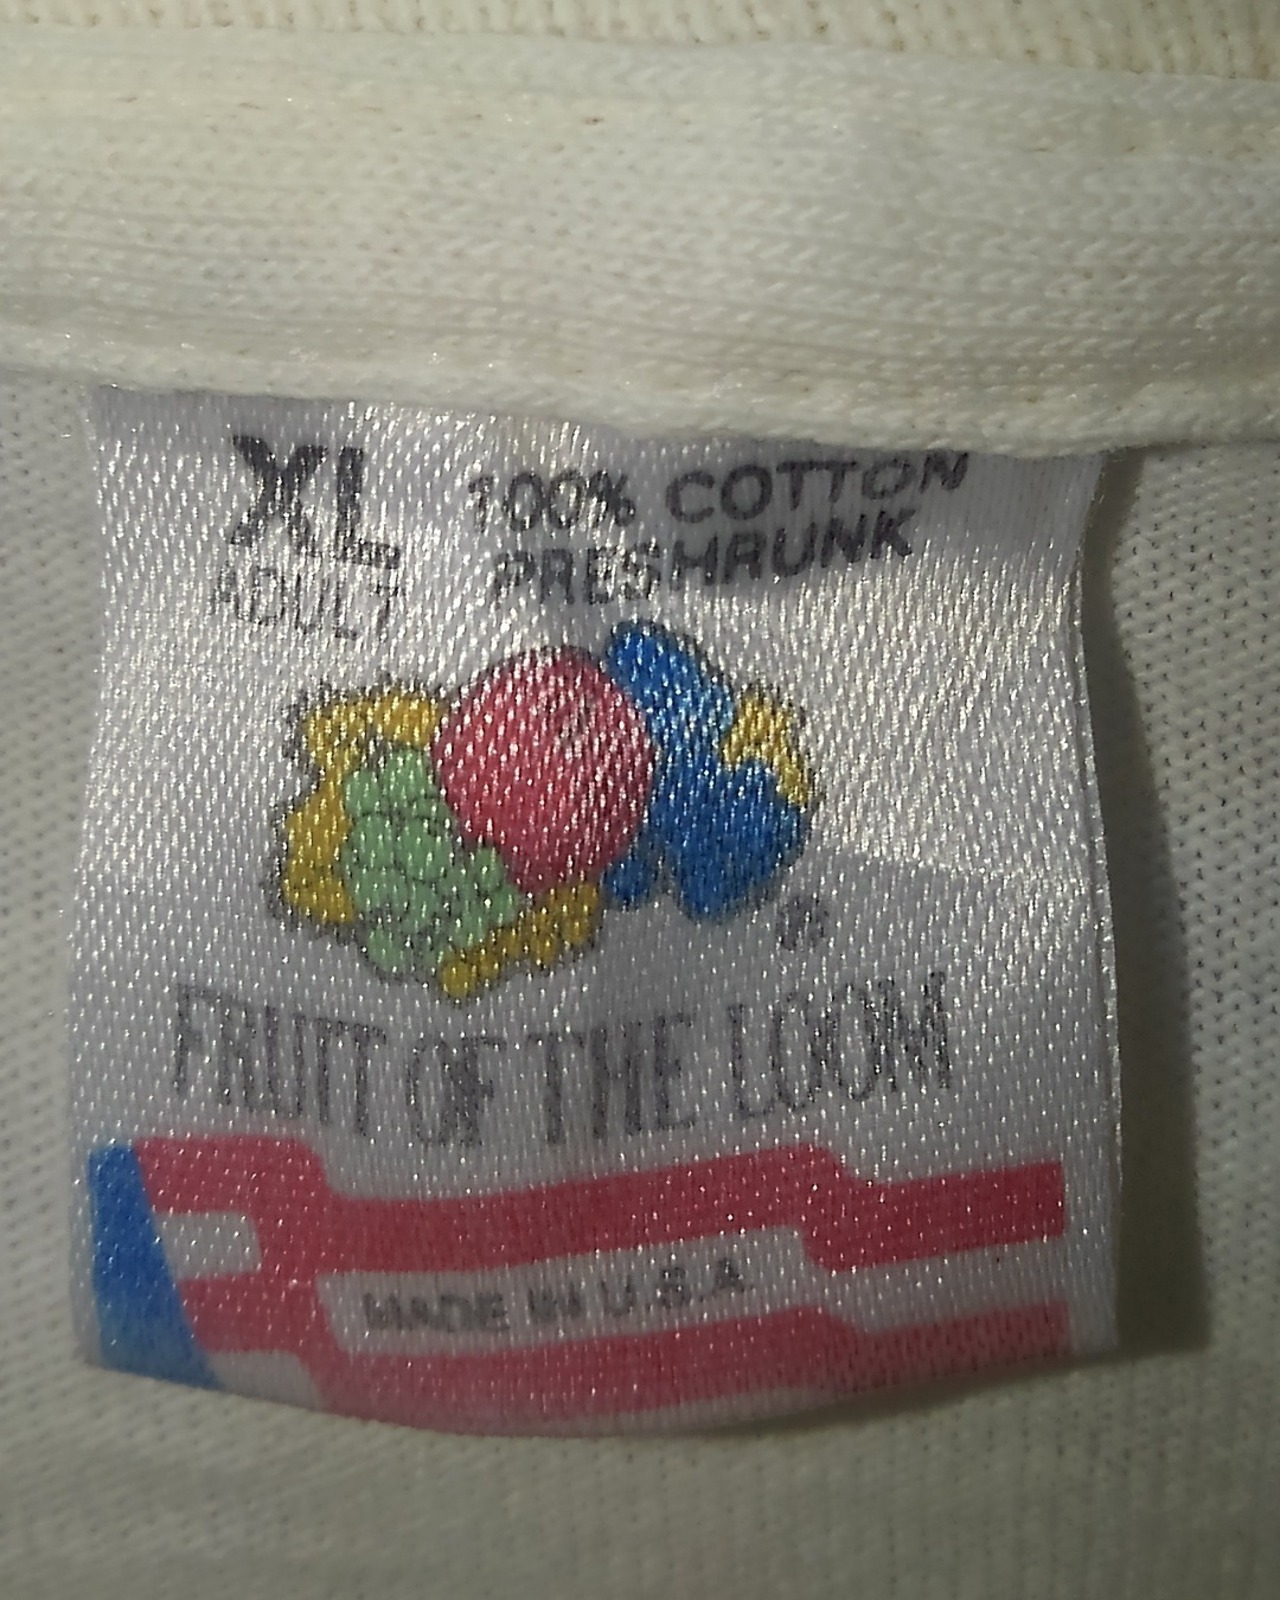 XL
ADULT
100% COTTON
PRESHRUNK
®
FRUIT OF THE LOOM
MADE IN U.S.A